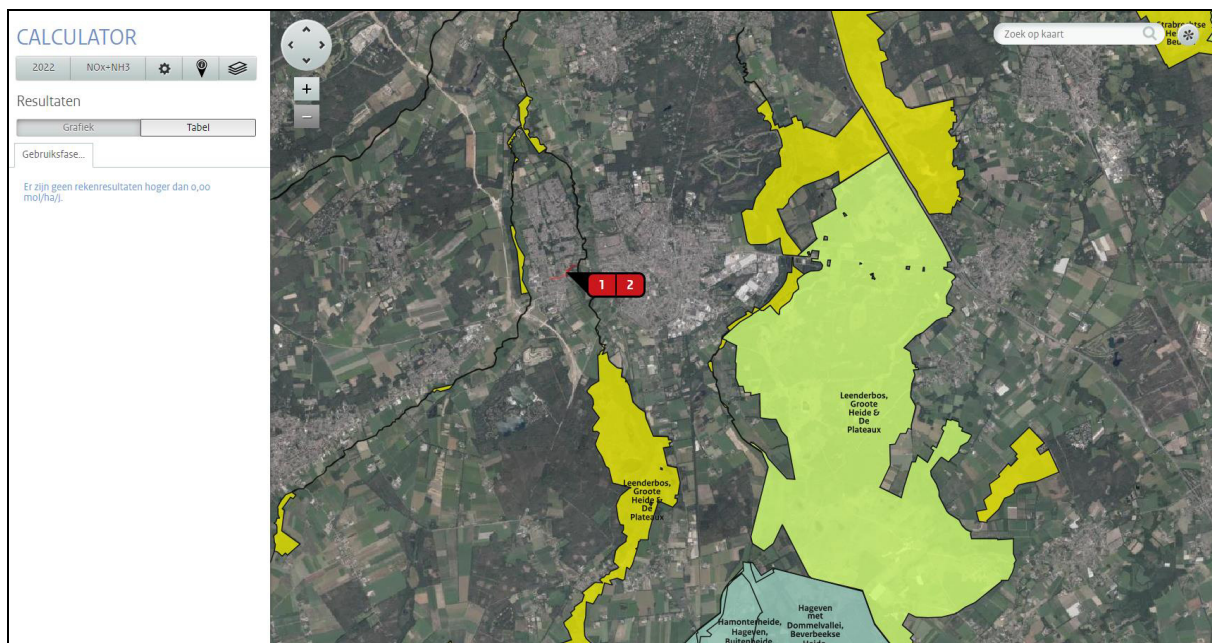 CALCULATOR
2022 NOx+NH3
Resultaten
Grafiek Tabel
Gebruiksfase...
Er zijn geen rekenresultaten hoger dan 0,00
mol/ha/j.
Zoek op kaart
Strabrechtse
1 2
Leenderbos,
Groote
Heide &
De
Plateaux
Leenderbos,
Groote
Heide &
De
Plateaux
Hageven
met
Dommelvallei,
Beverbeekse
Hamonterheide,
Hageven,
Buitenheide